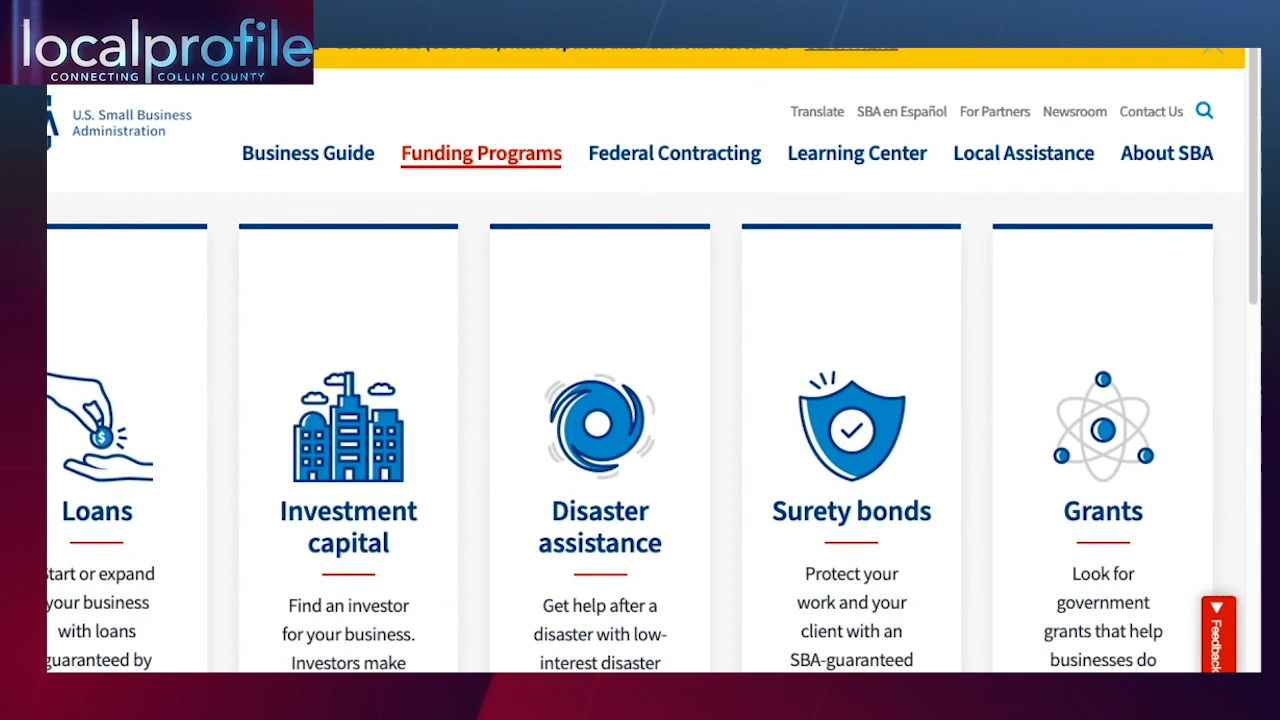 localprofile
CONNECTING COLLIN COUNTY
U.S. Small Business
Administration
Translate SBA en Español For Partners Newsroom Contact Us
Business Guide Funding Programs Federal Contracting Learning Center Local Assistance About SBA
Loans
Start or expand
your business
with loans
guaranteed by
Investment
capital
Find an investor
for your business.
Investors make
Disaster
assistance
Get help after a
disaster with low-
interest disaster
Surety bonds
Protect your
work and your
client with an
SBA-guaranteed
Grants
Look for
government
grants that help
businesses do
Feedback